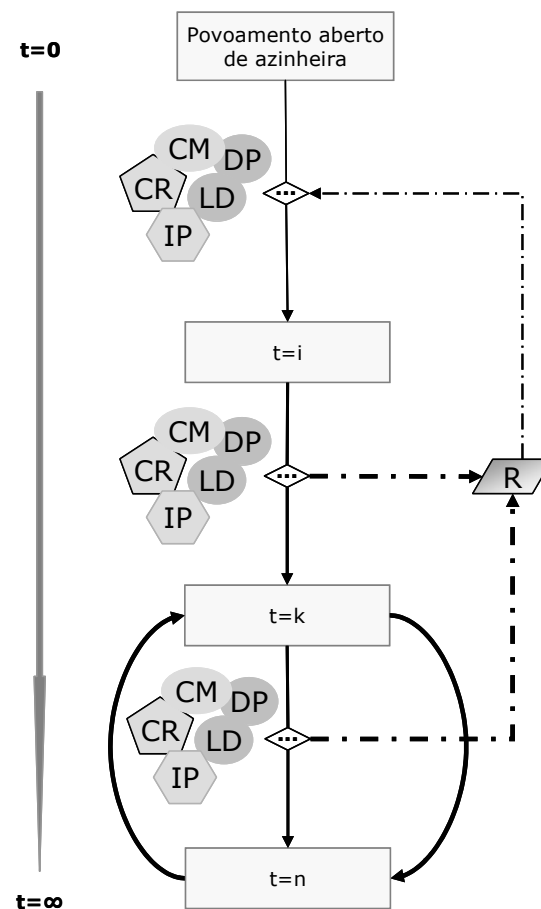 t=0
Povoamento aberto
de azinheira
CM
DP
CR
LD
IP
...
t=i
CM
DP
CR
LD
IP
...
R
t=k
CM
DP
CR
LD
IP
...
t=n
t=∞